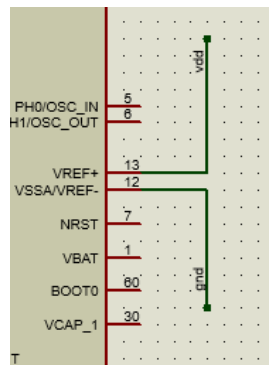 vdd
PH0/OSC_IN 5
H1/OSC_OUT 6
VREF+ 13
VSSA/VREF- 12
NRST 7
VBAT 1
gnd
BOOT0 60
VCAP_1 30
T